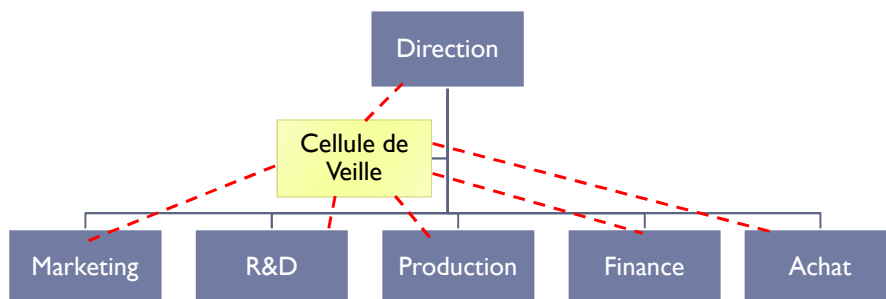 Direction
Cellule de
Veille
Marketing
R&D
Production
Finance
Achat